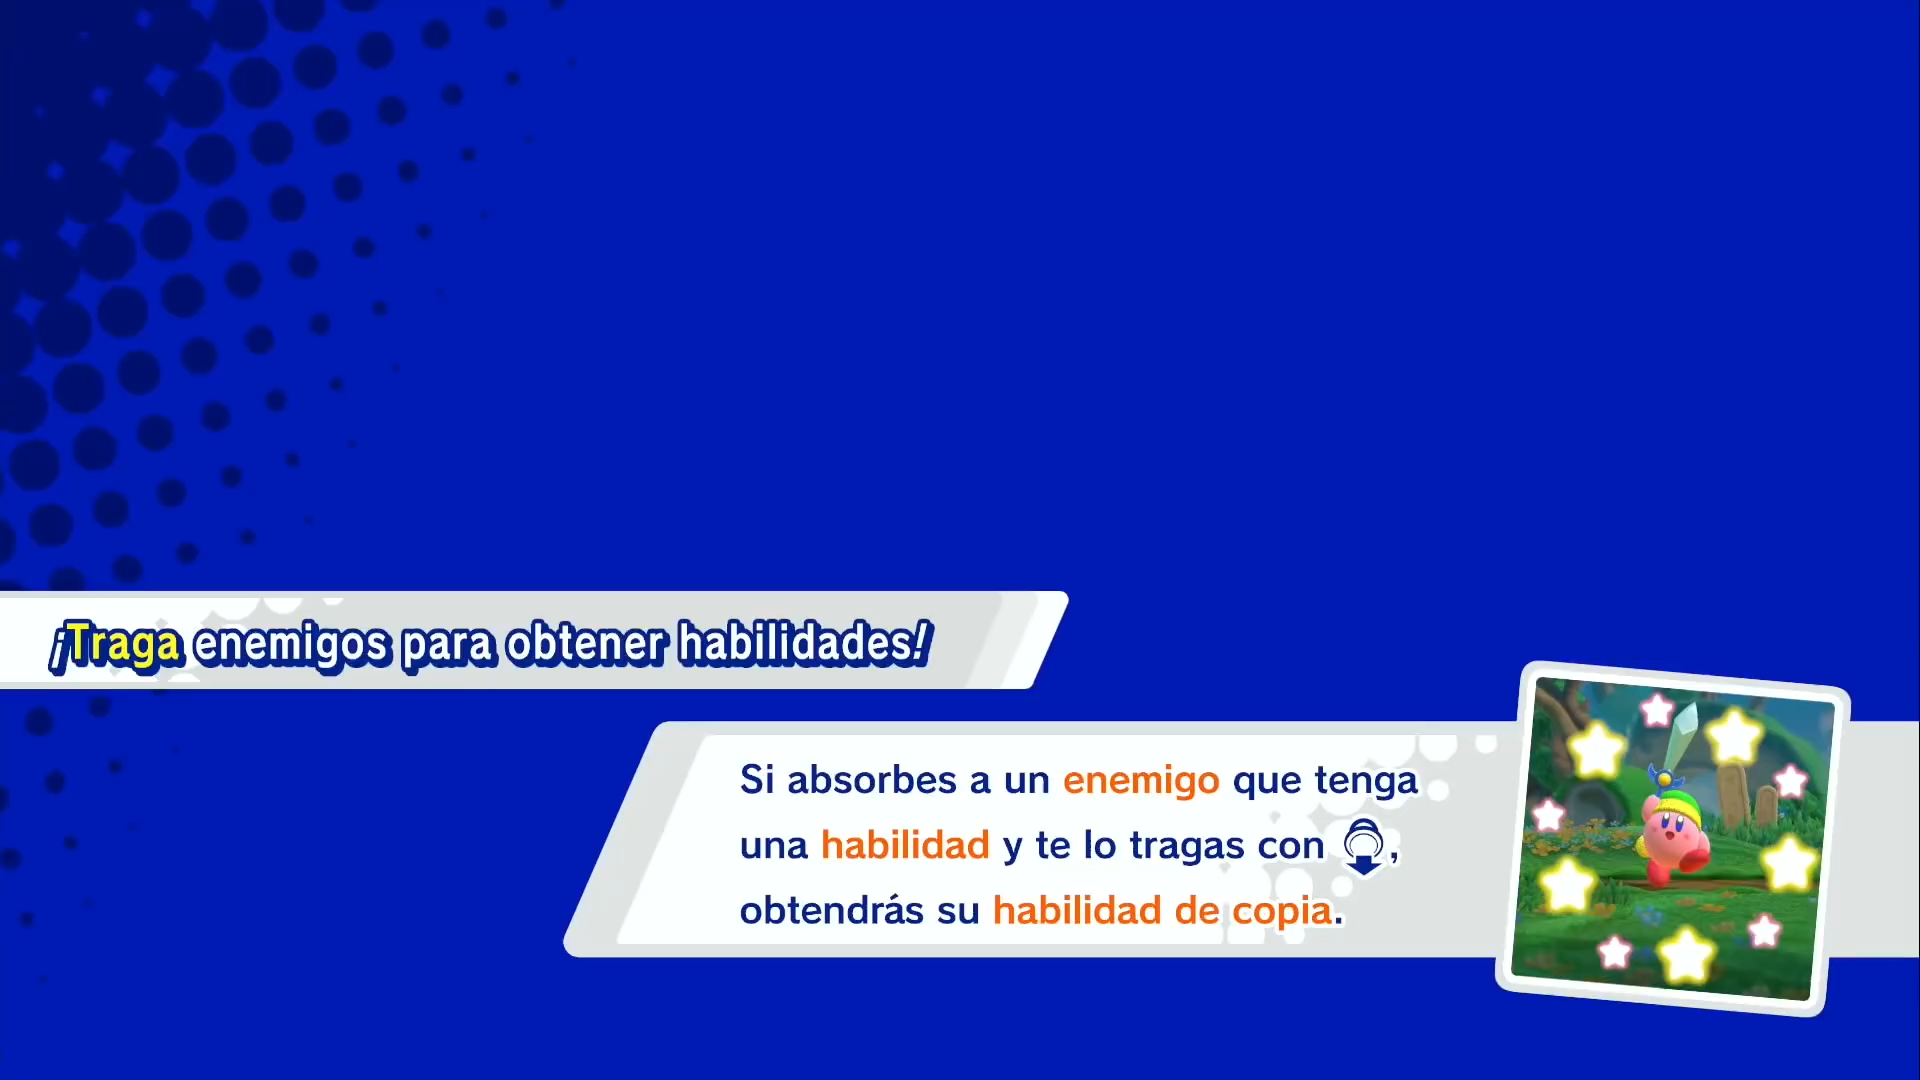 ¡Traga enemigos para obtener habilidades!
Si absorbes a un enemigo que tenga
una habilidad y te lo tragas con ,
obtendrás su habilidad de copia.